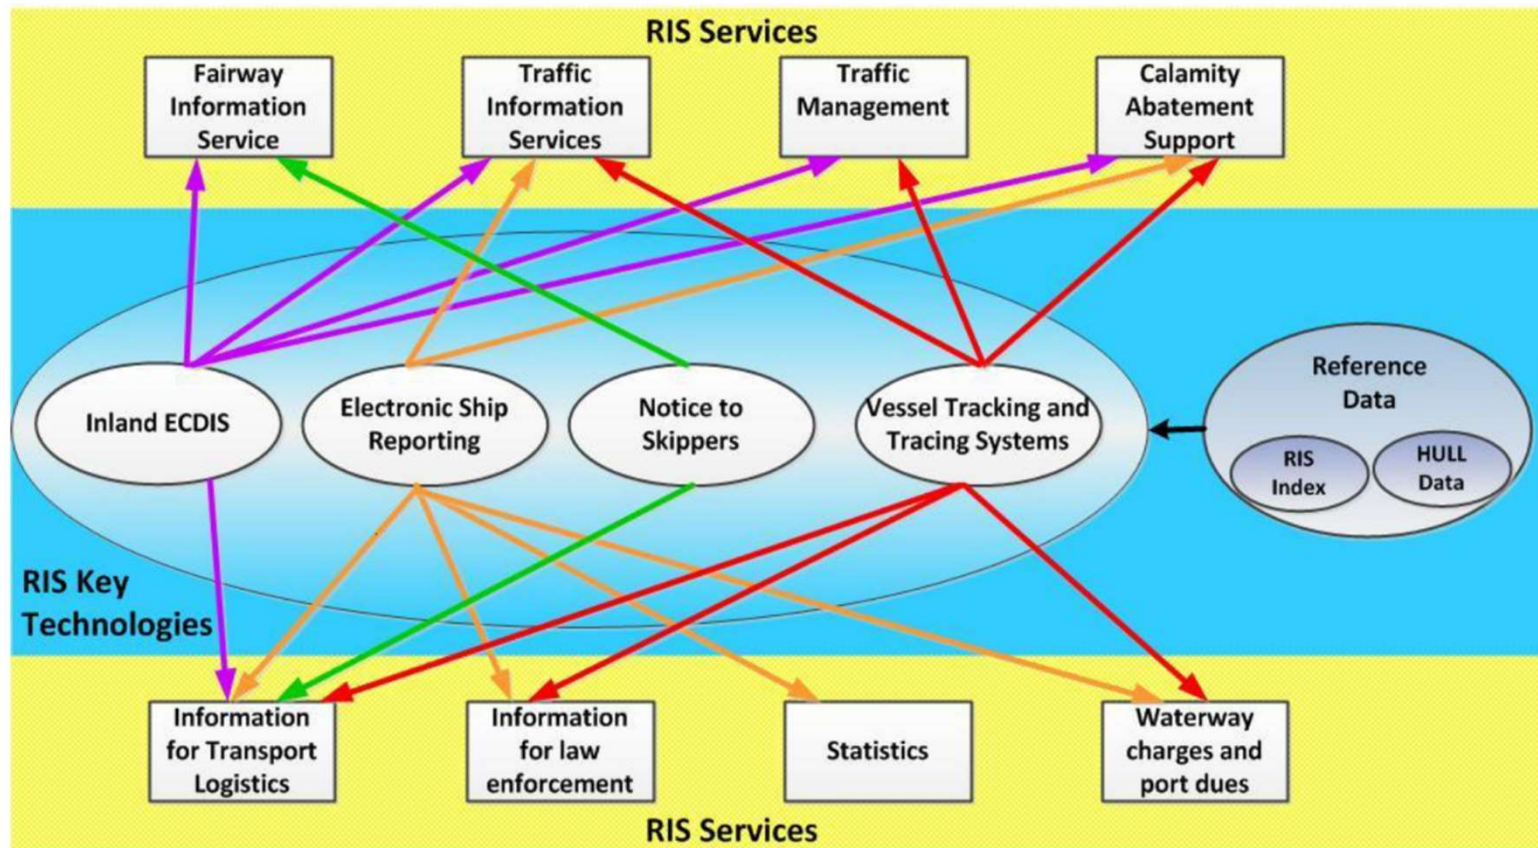 RIS Services
Fairway
Information
Service
Traffic
Information
Services
Traffic
Management
Calamity
Abatement
Support
Inland ECDIS
Electronic Ship
Reporting
Notice to
Skippers
Vessel Tracking and
Tracing Systems
Reference
Data
RIS
Index
HULL
Data
RIS Key
Technologies
Information
for Transport
Logistics
Information
for law
enforcement
Statistics
Waterway
charges and
port dues
RIS Services